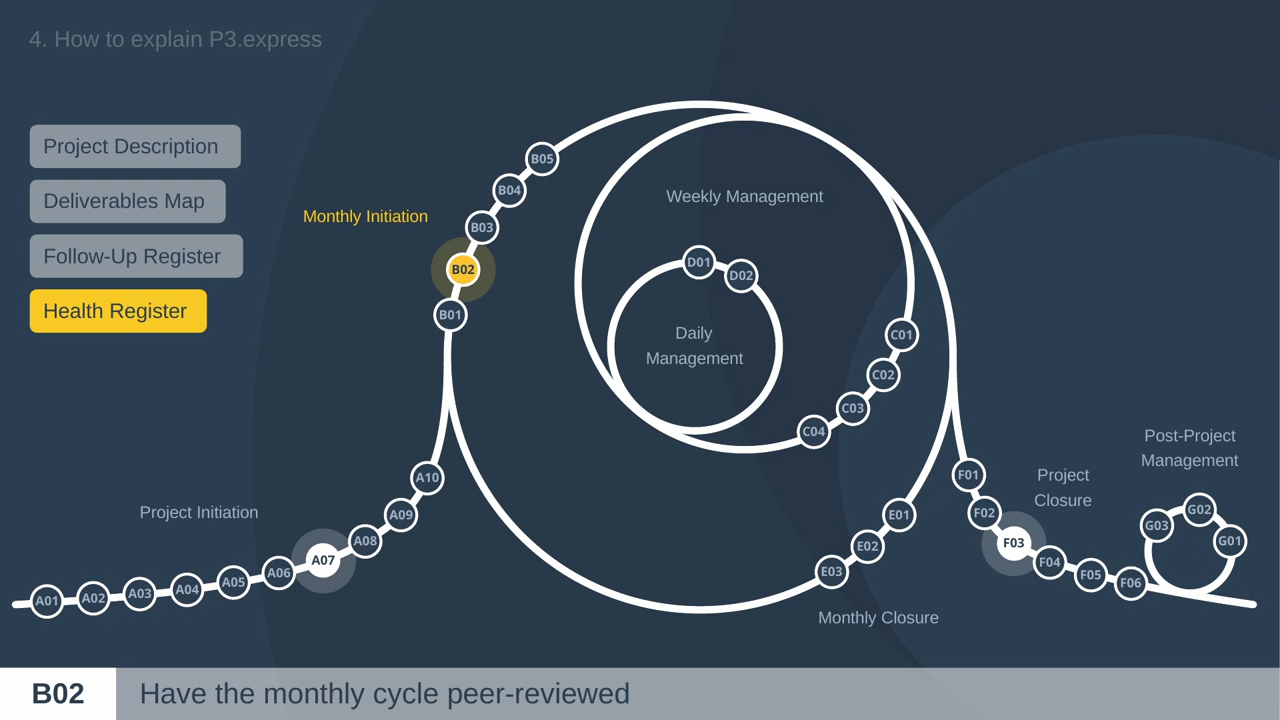 4. How to explain P3.express
Project Description
Deliverables Map
Follow-Up Register
Health Register
Monthly Initiation
B05
B04
B03
B02
B01
Weekly Management
D01
D02
Daily
Management
C01
C02
C03
C04
Project Initiation
A01
A02
A03
A04
A05
A06
A07
A08
A09
A10
E01
E02
E03
Monthly Closure
F01
F02
F03
F04
F05
F06
Project
Closure
Post-Project
Management
G03
G02
G01
B02
Have the monthly cycle peer-reviewed